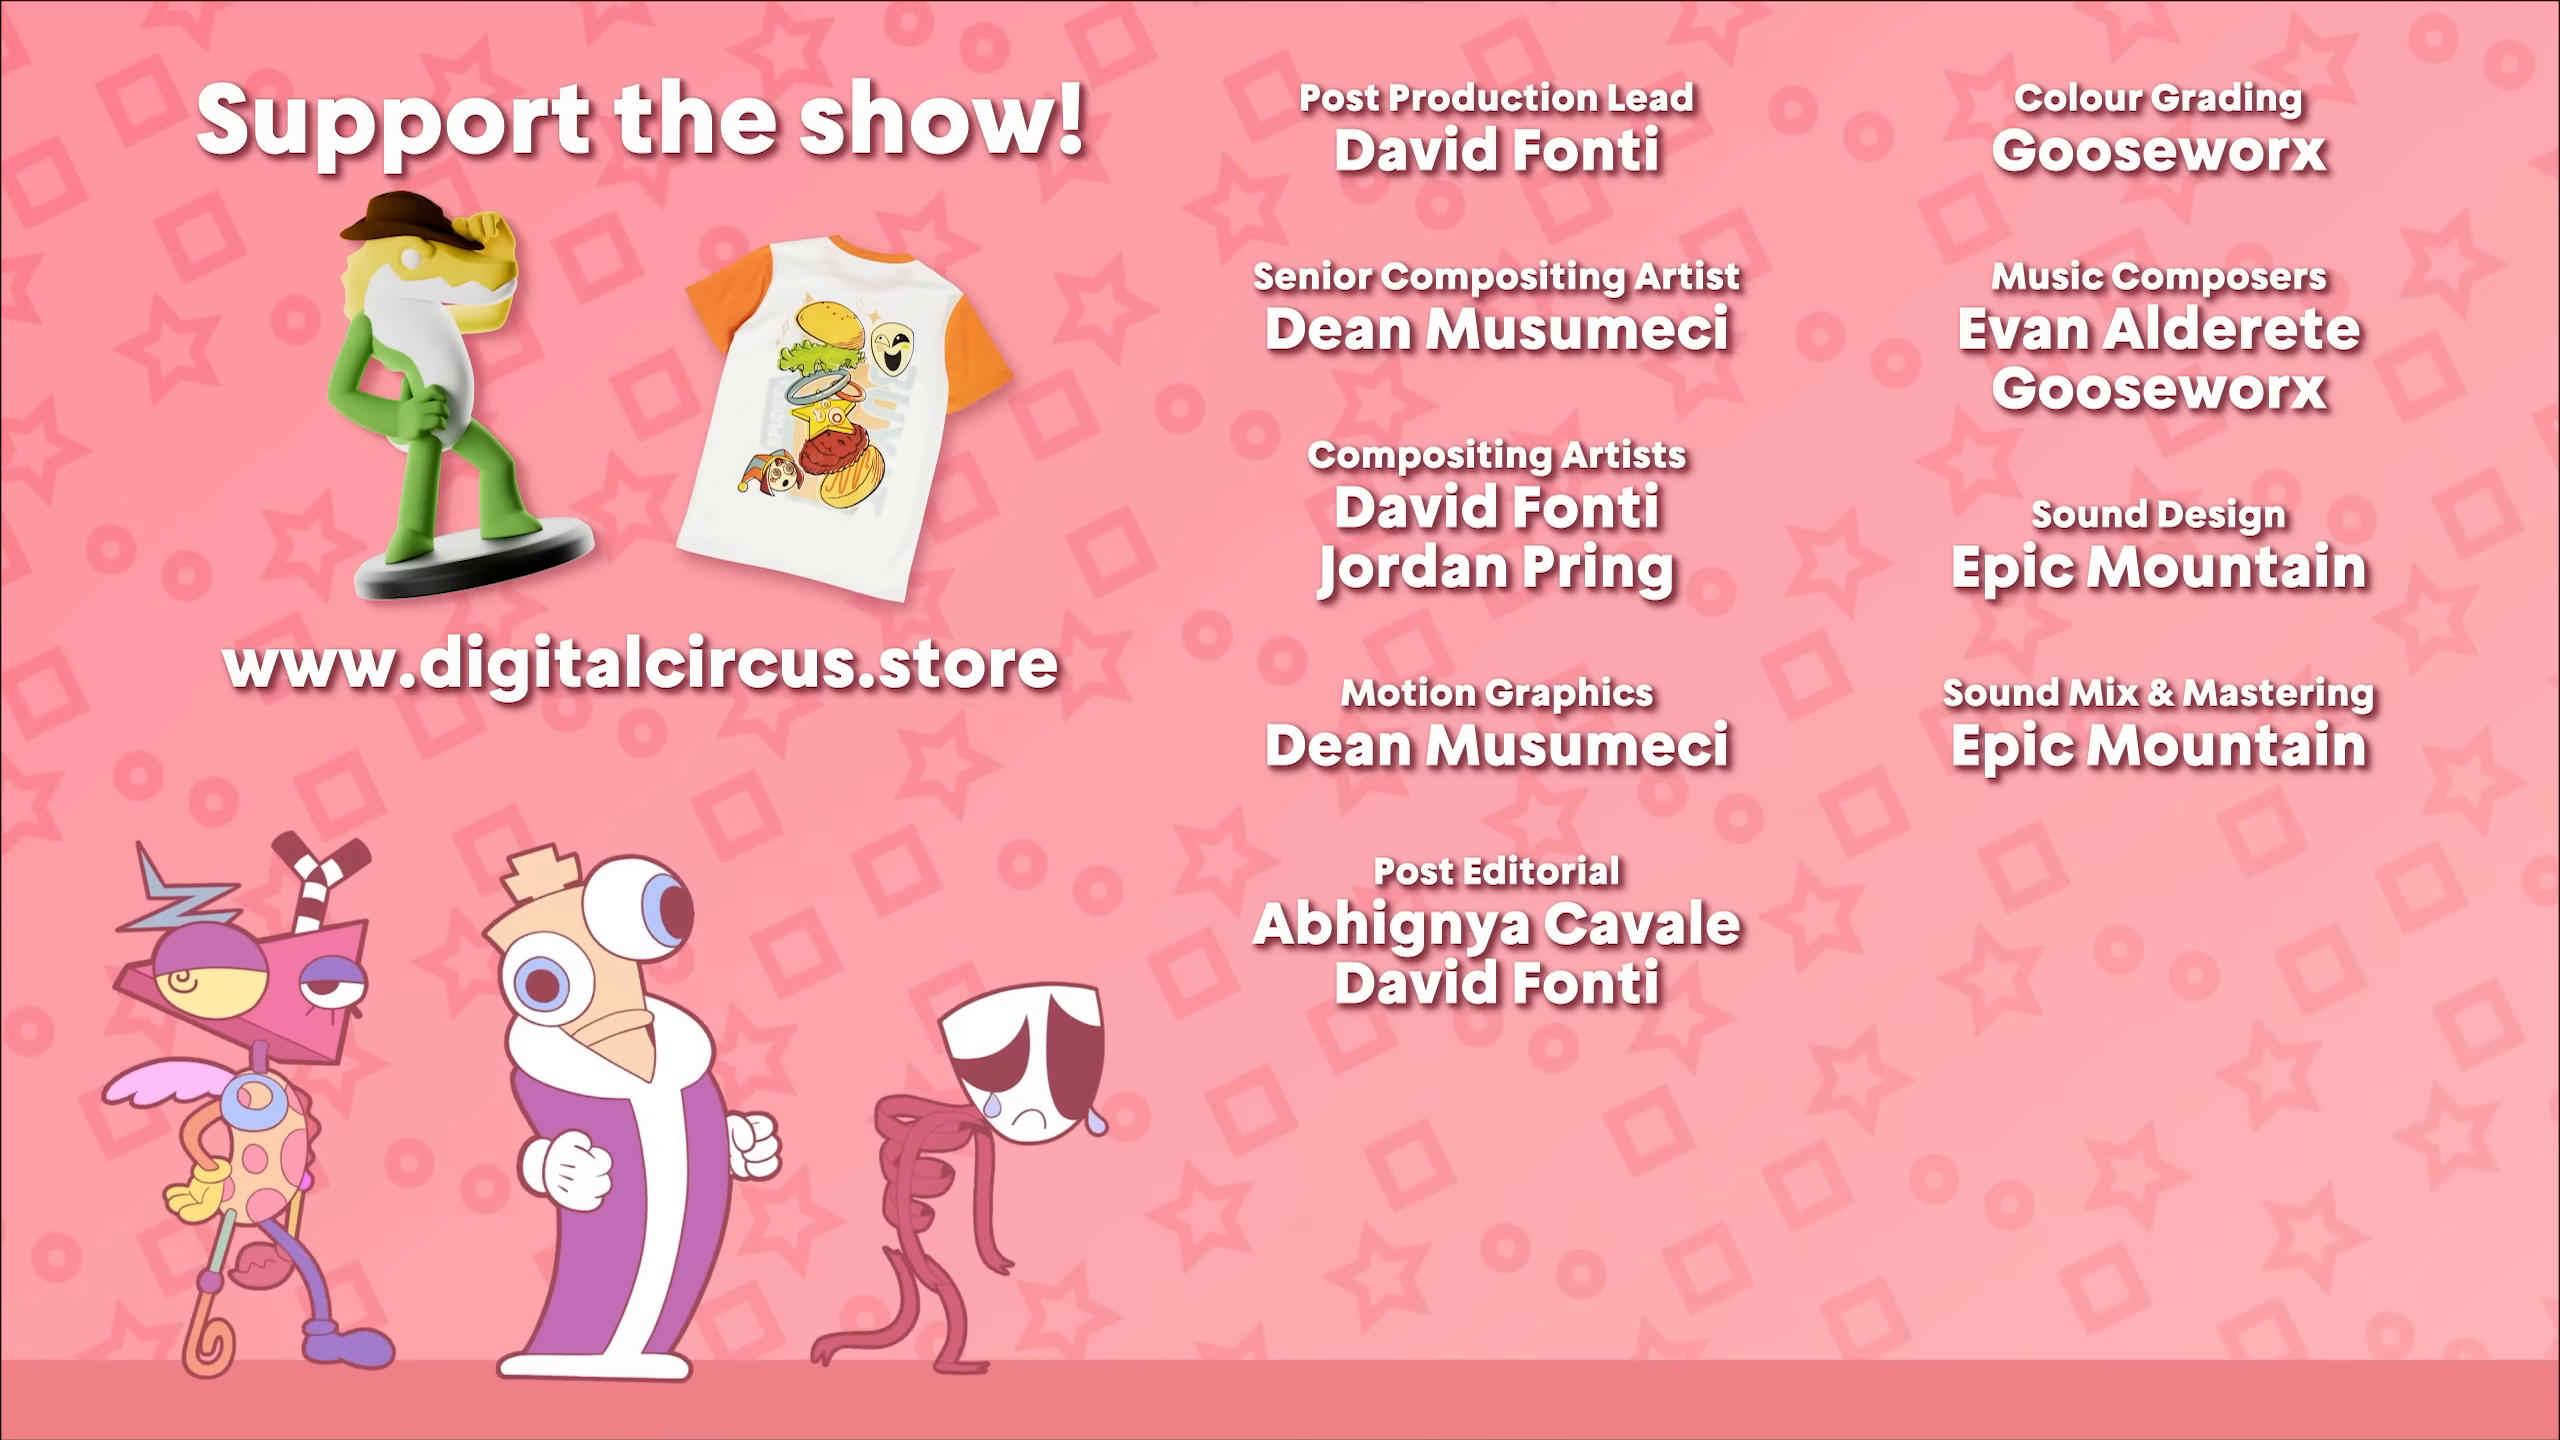 Support the show!
www.digitalcircus.store
Post Production Lead
David Fonti
Senior Compositing Artist
Dean Musumeci
Compositing Artists
David Fonti
Jordan Pring
Motion Graphics
Dean Musumeci
Post Editorial
Abhignya Cavale
David Fonti
Colour Grading
Gooseworx
Music Composers
Evan Alderete
Gooseworx
Sound Design
Epic Mountain
Sound Mix & Mastering
Epic Mountain